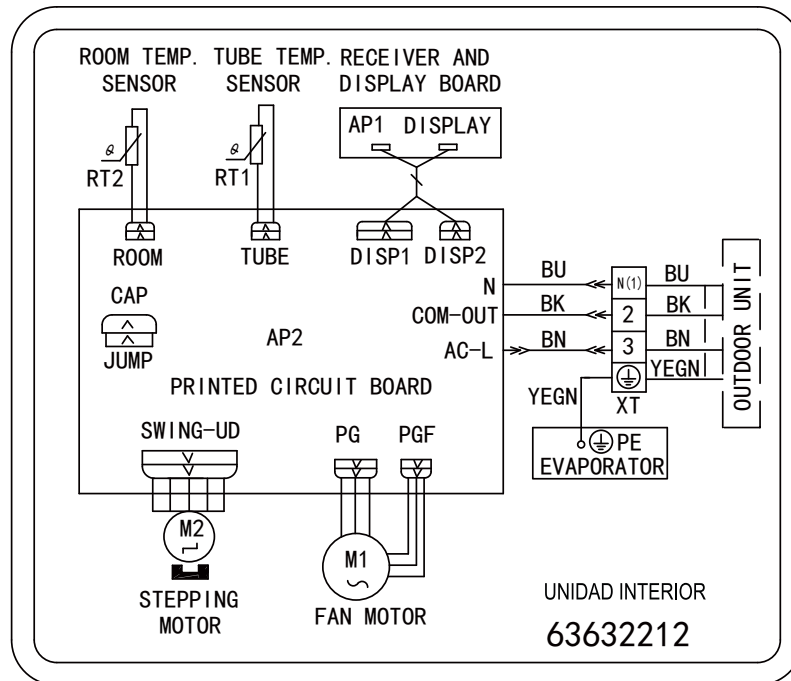 ROOM TEMP. SENSOR
TUBE TEMP. SENSOR
RECEIVER AND DISPLAY BOARD
AP1 DISPLAY
θ RT2
θ RT1
ROOM
TUBE
DISP1
DISP2
CAP
JUMP
AP2
PRINTED CIRCUIT BOARD
N BU N(1) BU
COM-OUT BK 2 BK
AC-L BN 3 BN
YEGN
YEGN
XT
OUTDOOR UNIT
PE
EVAPORATOR
SWING-UD
PG
PGF
M2
STEPPING
MOTOR
M1
FAN MOTOR
UNIDAD INTERIOR
63632212